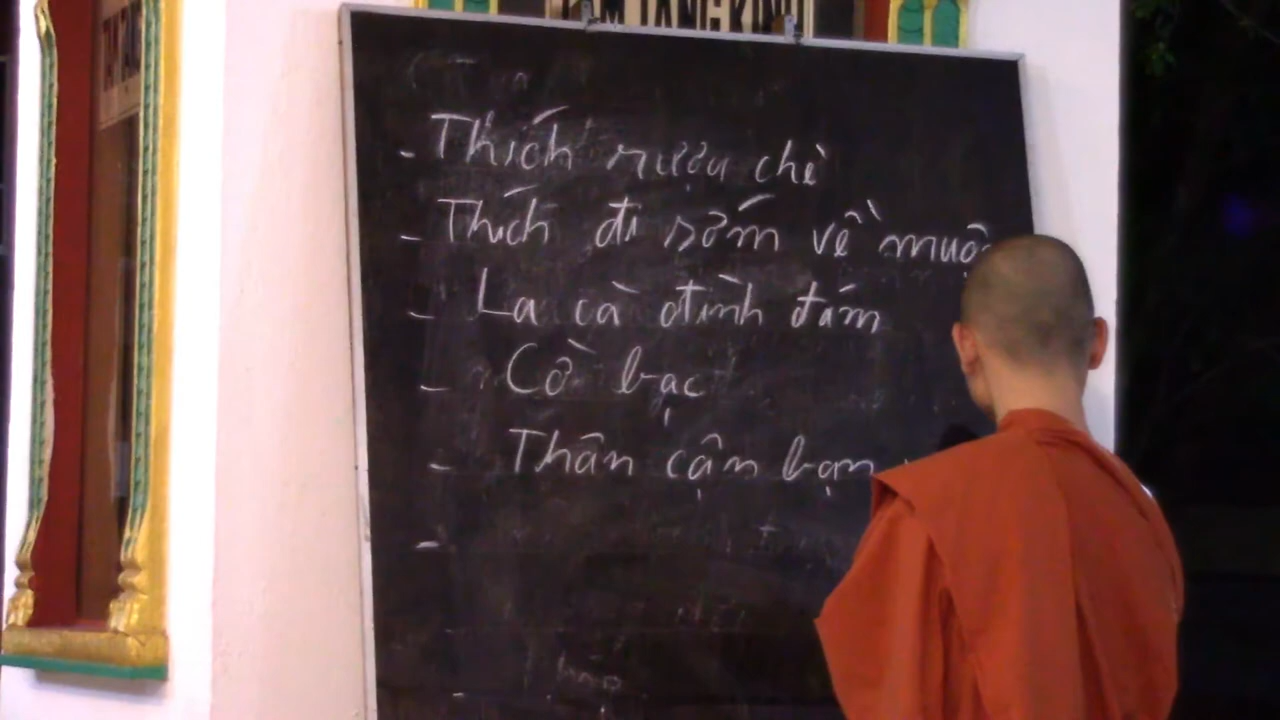 TAM TẠNG KINH
- Thích rượu chè
- Thích đi sớm về
- La cà đình đám
- Cờ bạc
- Thân cận bạn
-
-